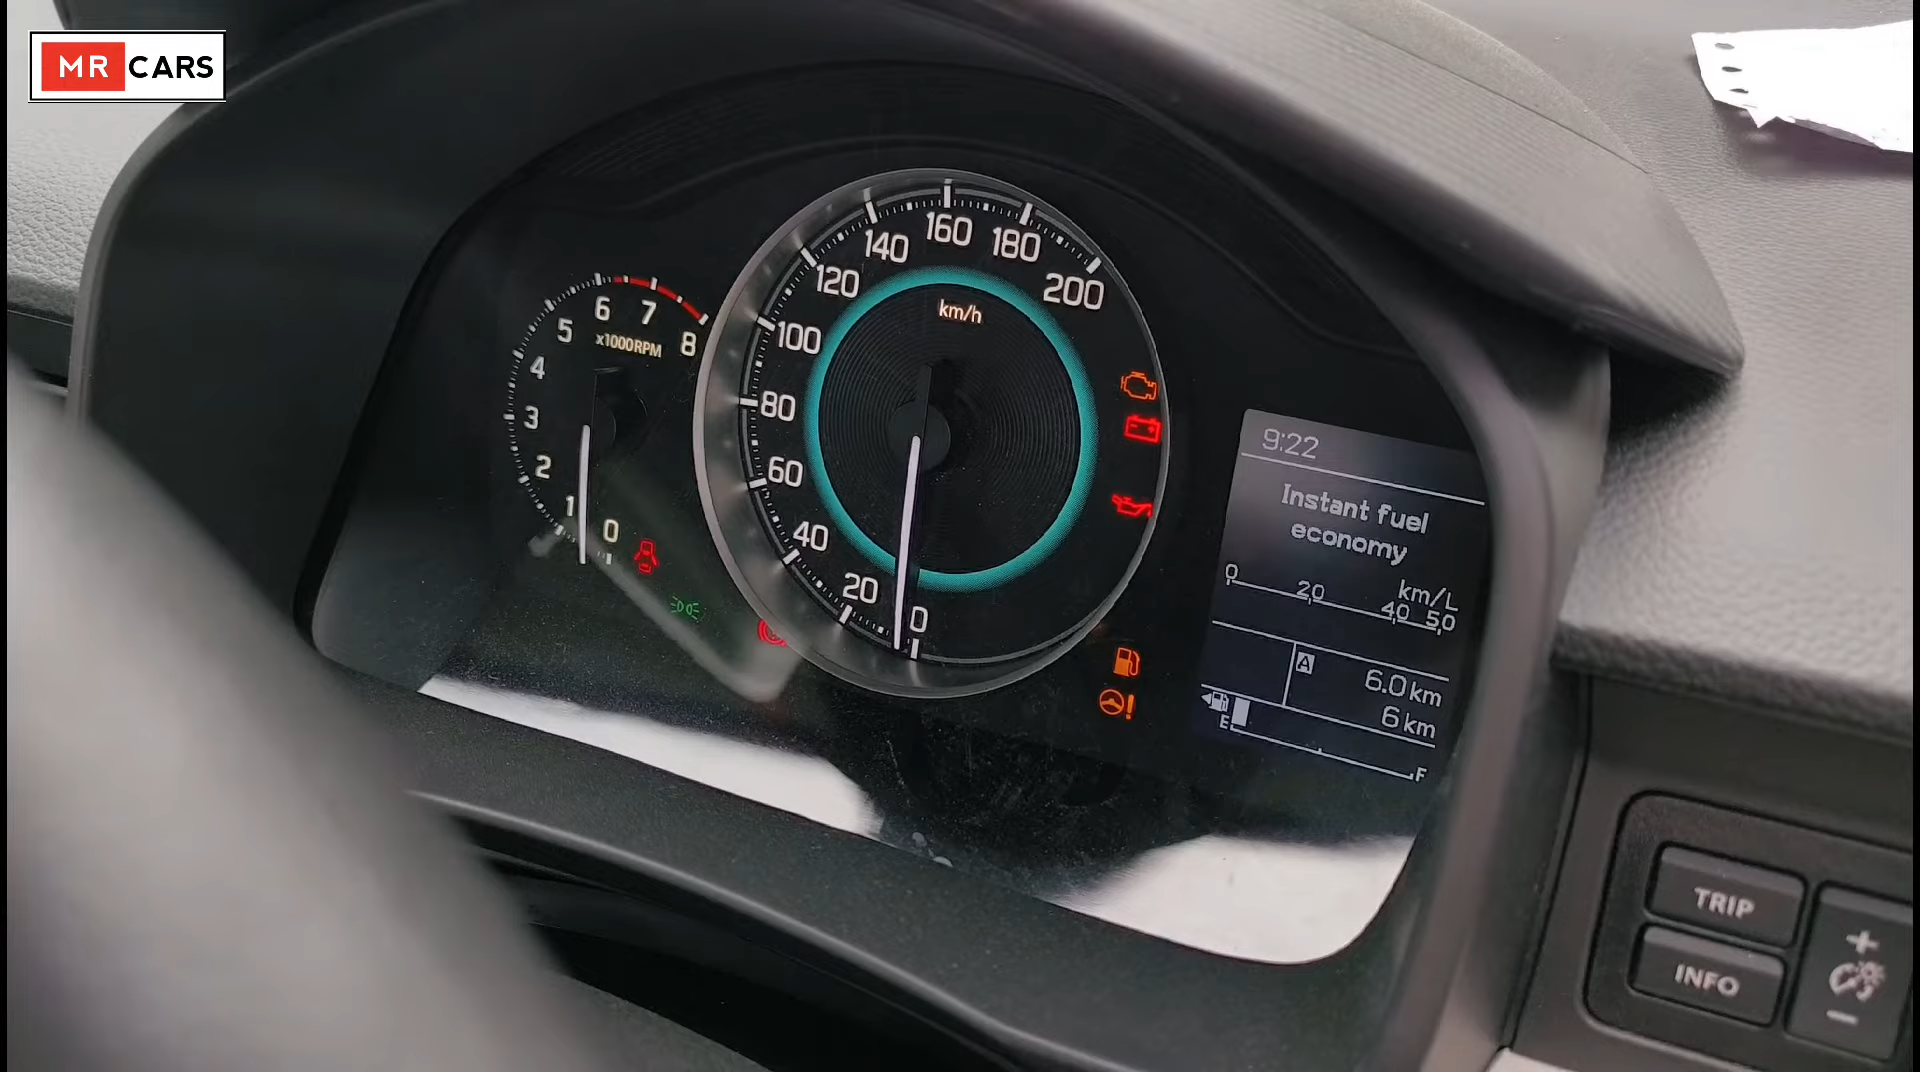 MR CARS
6
7
8
5
4
3
2
1
0
x1000RPM
160
140
180
120
200
km/h
100
80
60
40
20
0
9:22
Instant fuel
economy
km/L
0 20 40 50
A 6.0 km
6 km
E
F
TRIP
INFO
+
−